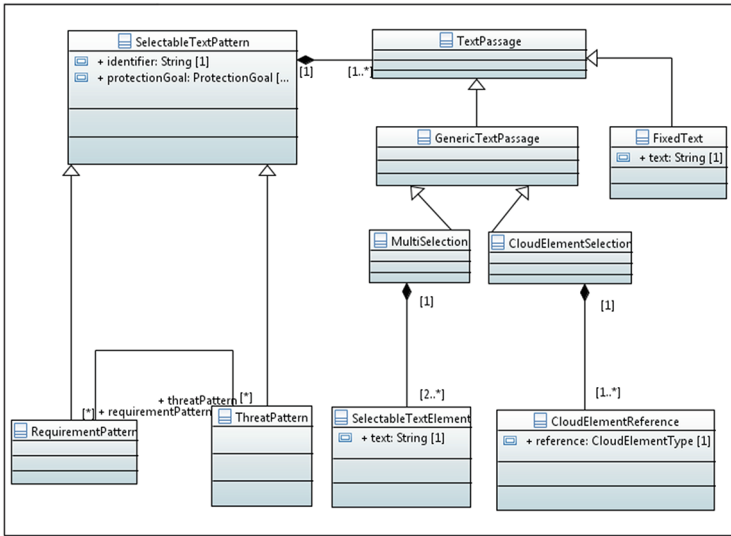 SelectableTextPattern
+ identifier: String [1]
+ protectionGoal: ProtectionGoal [...
[1]
[1..*]
TextPassage
GenericTextPassage
FixedText
+ text: String [1]
MultiSelection
CloudElementSelection
[1]
[1]
[2..*]
[1..*]
+ threatPattern
[*]
[*]
+ requirementPattern
RequirementPattern
ThreatPattern
SelectableTextElement
+ text: String [1]
CloudElementReference
+ reference: CloudElementType [1]